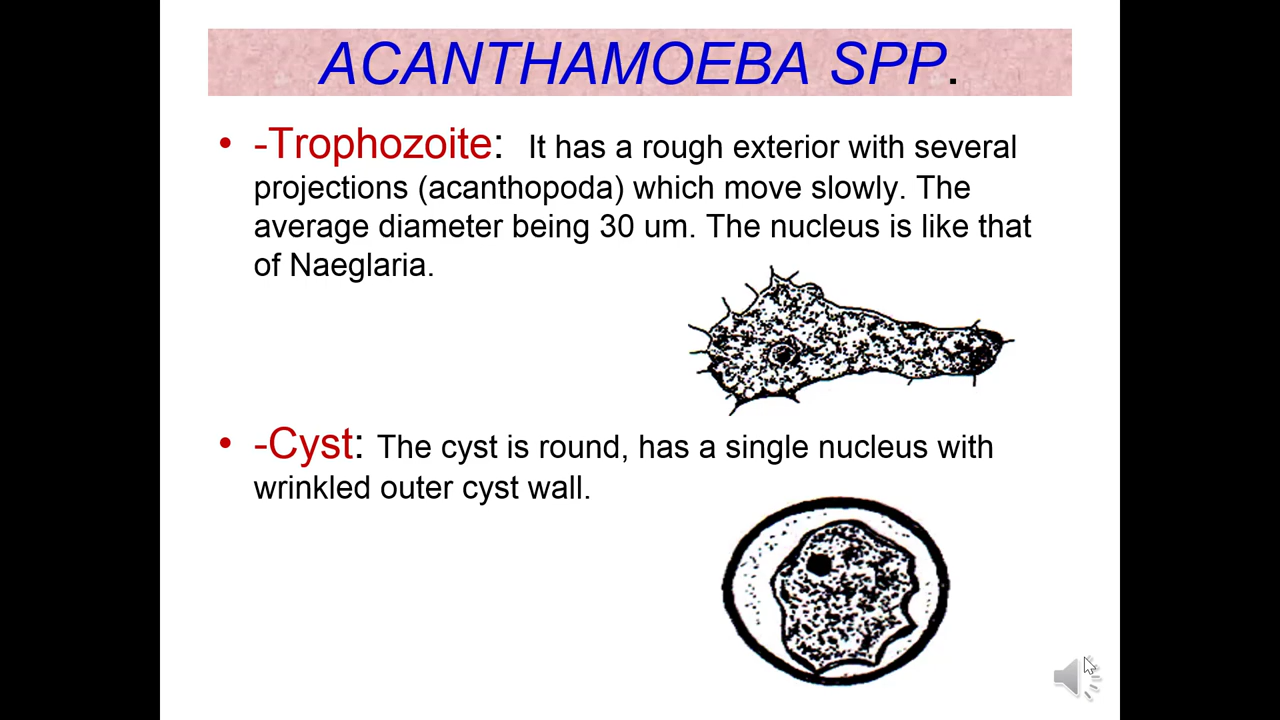 ACANTHAMOEBA SPP.
• -Trophozoite: It has a rough exterior with several
projections (acanthopoda) which move slowly. The
average diameter being 30 um. The nucleus is like that
of Naeglaria.
• -Cyst: The cyst is round, has a single nucleus with
wrinkled outer cyst wall.